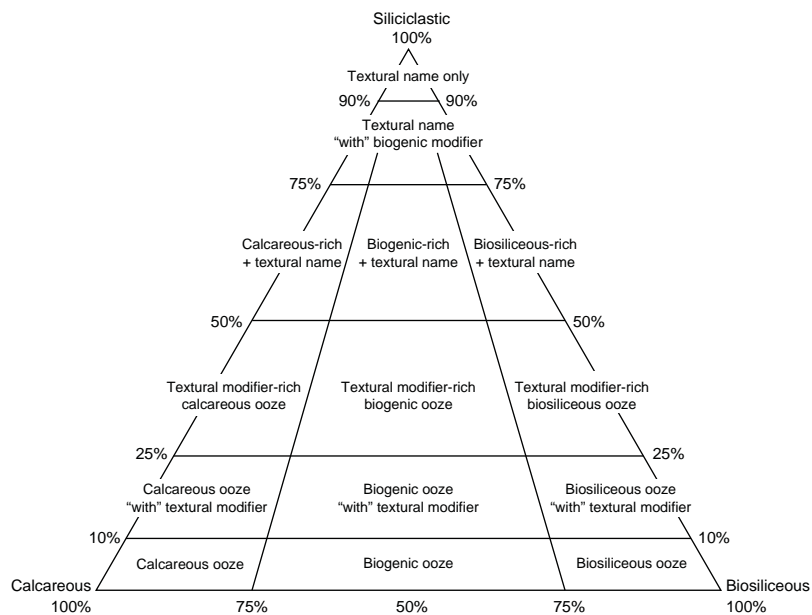 Siliciclastic
100%
Textural name only
90% 90%
Textural name
“with” biogenic modifier
75% 75%
Calcareous-rich
+ textural name
Biogenic-rich
+ textural name
Biosiliceous-rich
+ textural name
50% 50%
Textural modifier-rich
calcareous ooze
Textural modifier-rich
biogenic ooze
Textural modifier-rich
biosiliceous ooze
25% 25%
Calcareous ooze
“with” textural modifier
Biogenic ooze
“with” textural modifier
Biosiliceous ooze
“with” textural modifier
10% 10%
Calcareous ooze
Biogenic ooze
Biosiliceous ooze
Calcareous
100%
75%
50%
75%
Biosiliceous
100%